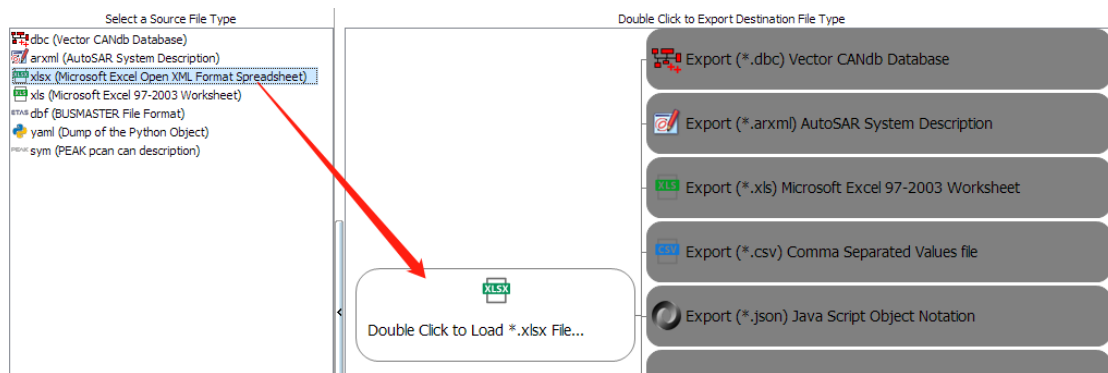 Select a Source File Type
dbc (Vector CANdb Database)
arxml (AutoSAR System Description)
xlsx (Microsoft Excel Open XML Format Spreadsheet)
xls (Microsoft Excel 97-2003 Worksheet)
ETAS dbf (BUSMASTER File Format)
yaml (Dump of the Python Object)
PEAK sym (PEAK pcan can description)
Double Click to Export Destination File Type
Export (*.dbc) Vector CANdb Database
Export (*.arxml) AutoSAR System Description
XLS Export (*.xls) Microsoft Excel 97-2003 Worksheet
CSV Export (*.csv) Comma Separated Values file
Export (*.json) Java Script Object Notation
XLSX
Double Click to Load *.xlsx File...